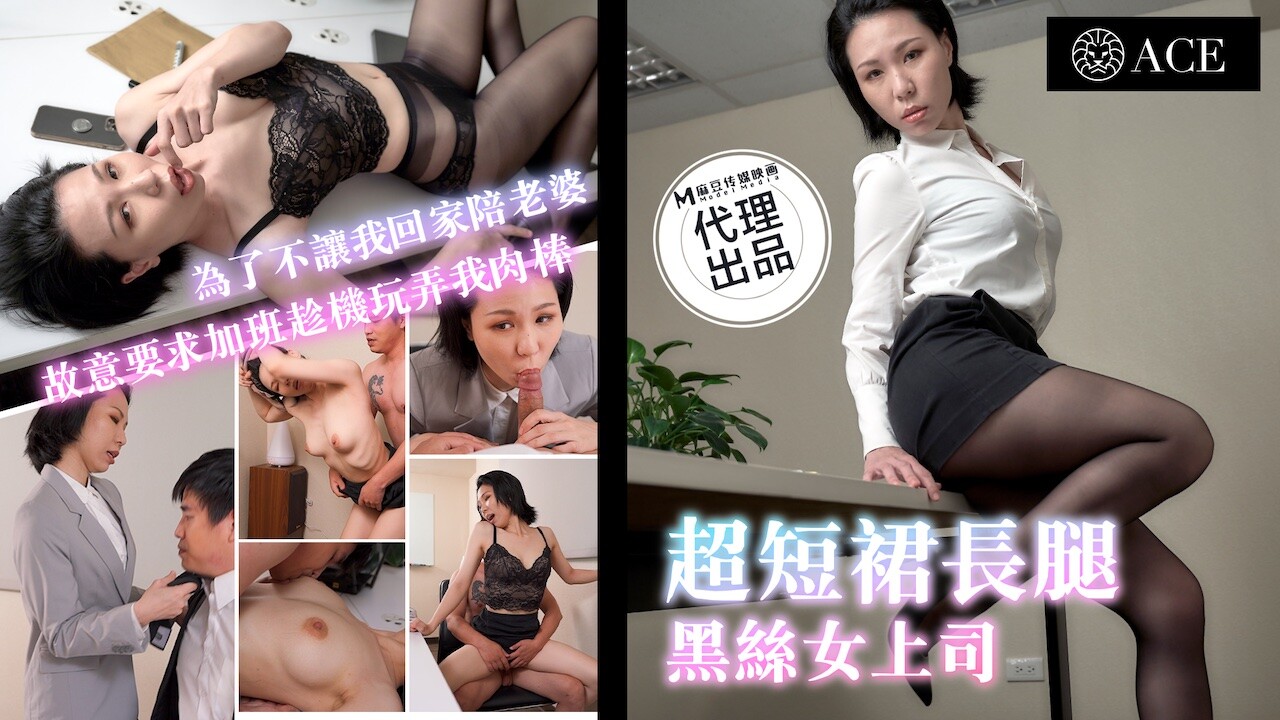 為了不讓我回家陪老婆
故意要求加班趁機玩弄我肉棒
ACE
麻豆传媒映画
Model Media
代理
出品
超短裙長腿
黑絲女上司